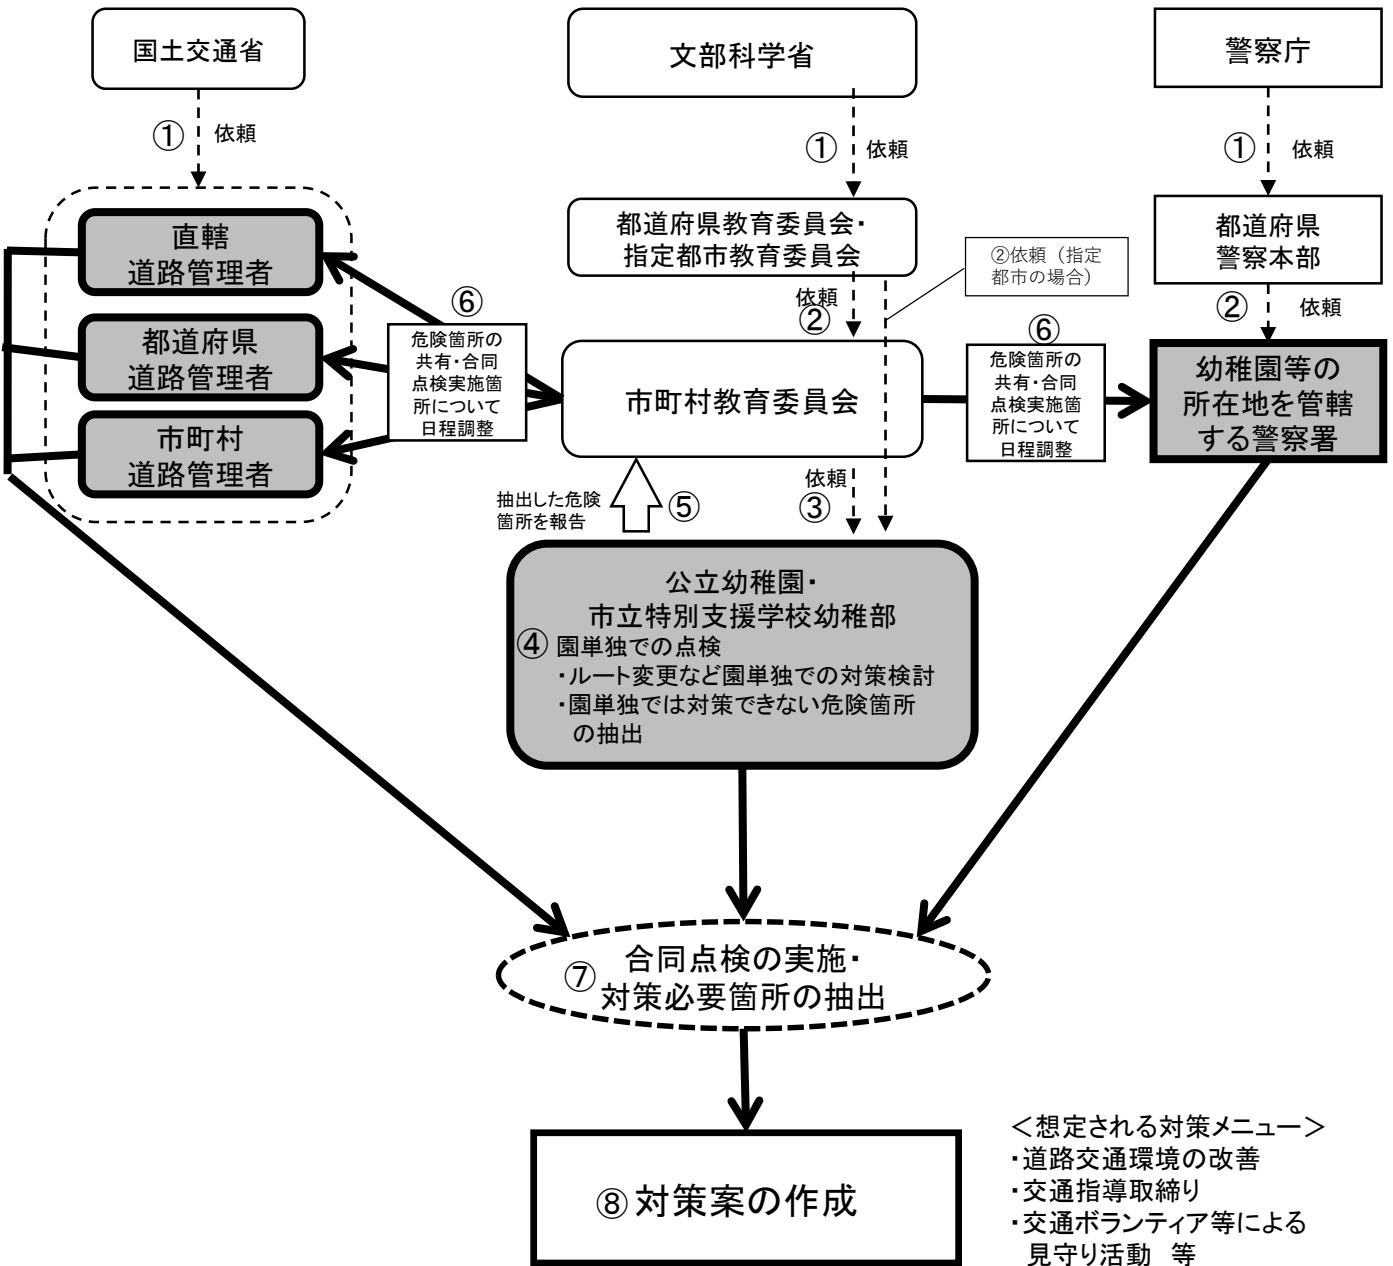 国土交通省
文部科学省
警察庁
①
依頼
①
依頼
①
依頼
直轄
道路管理者
都道府県
道路管理者
市町村
道路管理者
都道府県教育委員会・
指定都市教育委員会
②依頼（指定
都市の場合）
都道府県
警察本部
依頼
②
②
依頼
⑥
危険箇所の
共有・合同
点検実施箇
所について
日程調整
市町村教育委員会
⑥
危険箇所の
共有・合同
点検実施箇
所について
日程調整
幼稚園等の
所在地を管轄
する警察署
抽出した危険
箇所を報告
⑤
依頼
③
公立幼稚園・
市立特別支援学校幼稚部
④ 園単独での点検
・ルート変更など園単独での対策検討
・園単独では対策できない危険箇所
の抽出
⑦
合同点検の実施・
対策必要箇所の抽出
⑧対策案の作成
＜想定される対策メニュー＞
・道路交通環境の改善
・交通指導取締り
・交通ボランティア等による
見守り活動　等